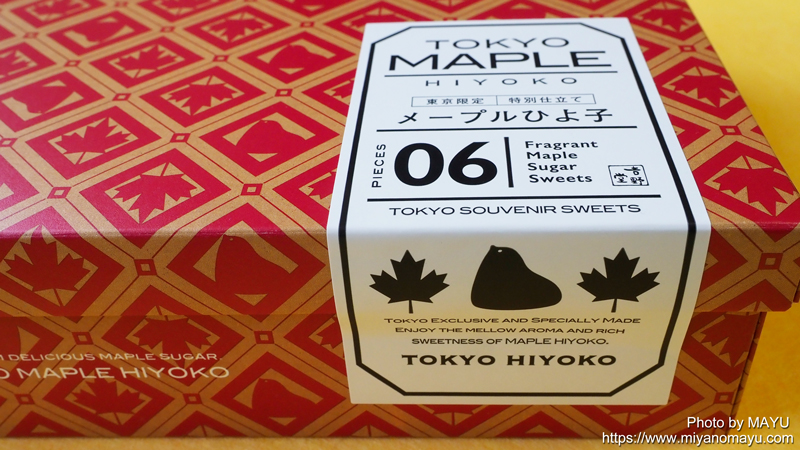 TOKYO
MAPLE
HIYOKO
東京限定 特別仕立て
メープルひよ子
PIECES
06
Fragrant
Maple
Sugar
Sweets
吉野堂
TOKYO SOUVENIR SWEETS
TOKYO EXCLUSIVE AND SPECIALLY MADE
ENJOY THE MELLOW AROMA AND RICH
SWEETNESS OF MAPLE HIYOKO.
TOKYO HIYOKO
DELICIOUS MAPLE SUGAR
O MAPLE HIYOKO
Photo by MAYU
https://www.miyanomayu.com/